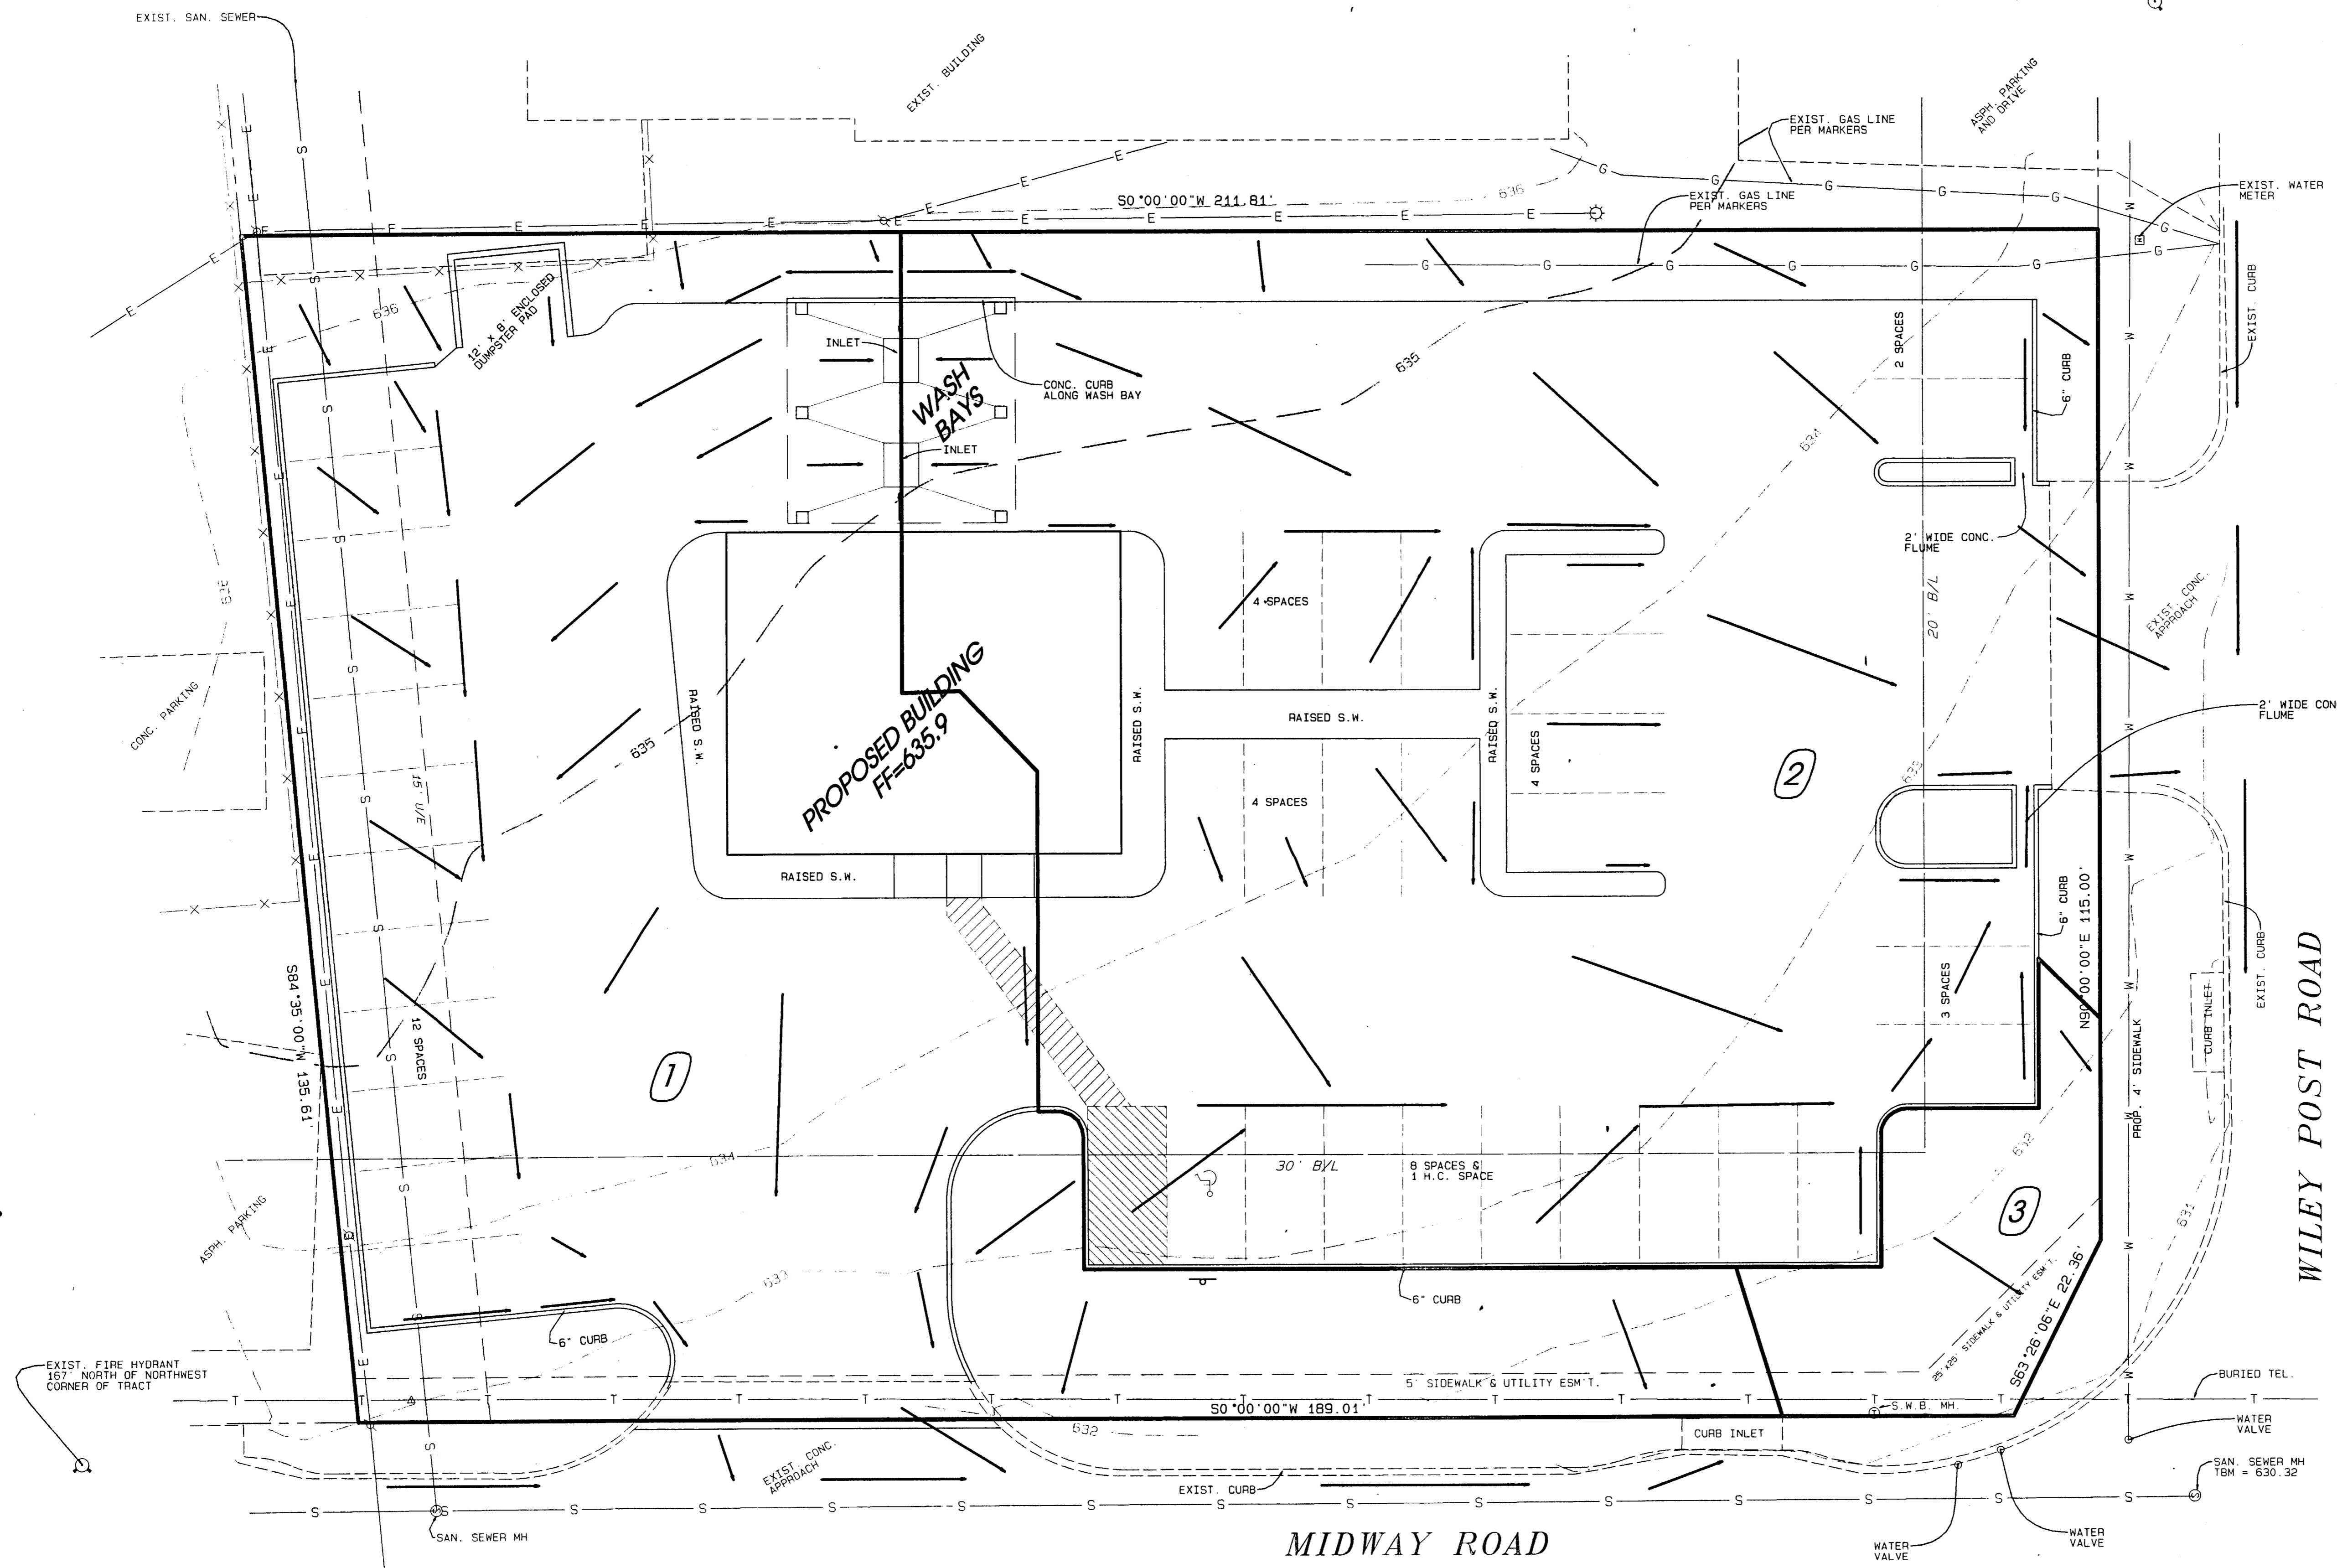 EXIST. SAN. SEWER
EXIST. BUILDING
ASPH. PARKING
AND DRIVE
EXIST. GAS LINE
PER MARKERS
EXIST. GAS LINE
PER MARKERS
EXIST. WATER
METER
S0°00'00"W 211.81'
636
636
12' X 8' ENCLOSED
DUMPSTER PAD
INLET
WASH
BAYS
INLET
CONC. CURB
ALONG WASH BAY
635
634
2 SPACES
6" CURB
EXIST. CURB
2' WIDE CONC.
FLUME
20' B/L
EXIST. CONC.
APPROACH
4 SPACES
636
CONC. PARKING
RAISED S.W.
PROPOSED BUILDING
FF=635.9
RAISED S.W.
RAISED S.W.
RAISED S.W.
4 SPACES
2
2' WIDE CON
FLUME
635
633
15' U/E
4 SPACES
RAISED S.W.
6" CURB
N90°00'00"E 115.00'
EXIST. CURB
WILEY POST ROAD
S84°35'00"W 135.61'
12 SPACES
1
3 SPACES
CURB INLET
PROP. 4' SIDEWALK
634
30' B/L
8 SPACES &
1 H.C. SPACE
632
3
631
ASPH. PARKING
633
6" CURB
6" CURB
25'X25' SIDEWALK & UTILITY ESM'T.
S63°26'06"E 22.36'
EXIST. FIRE HYDRANT
167' NORTH OF NORTHWEST
CORNER OF TRACT
5' SIDEWALK & UTILITY ESM'T.
BURIED TEL.
S0°00'00"W 189.01'
S.W.B. MH.
632
CURB INLET
WATER
VALVE
EXIST. CONC.
APPROACH
EXIST. CURB
SAN. SEWER MH
TBM = 630.32
SAN. SEWER MH
MIDWAY ROAD
WATER
VALVE
WATER
VALVE